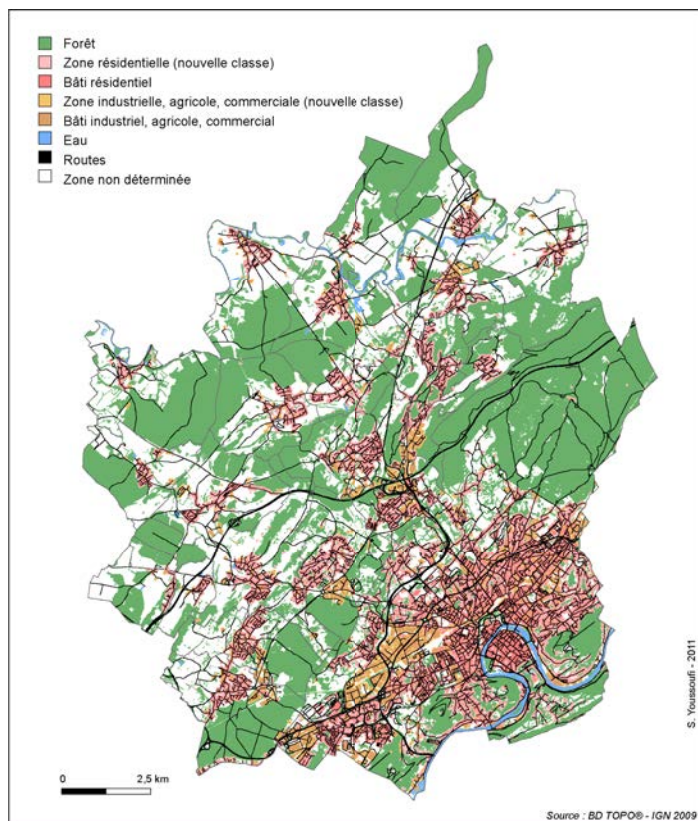 Forêt
Zone résidentielle (nouvelle classe)
Bâti résidentiel
Zone industrielle, agricole, commerciale (nouvelle classe)
Bâti industriel, agricole, commercial
Eau
Routes
Zone non déterminée
0 2,5 km
S. Youssoufi - 2011
Source : BD TOPO® - IGN 2009